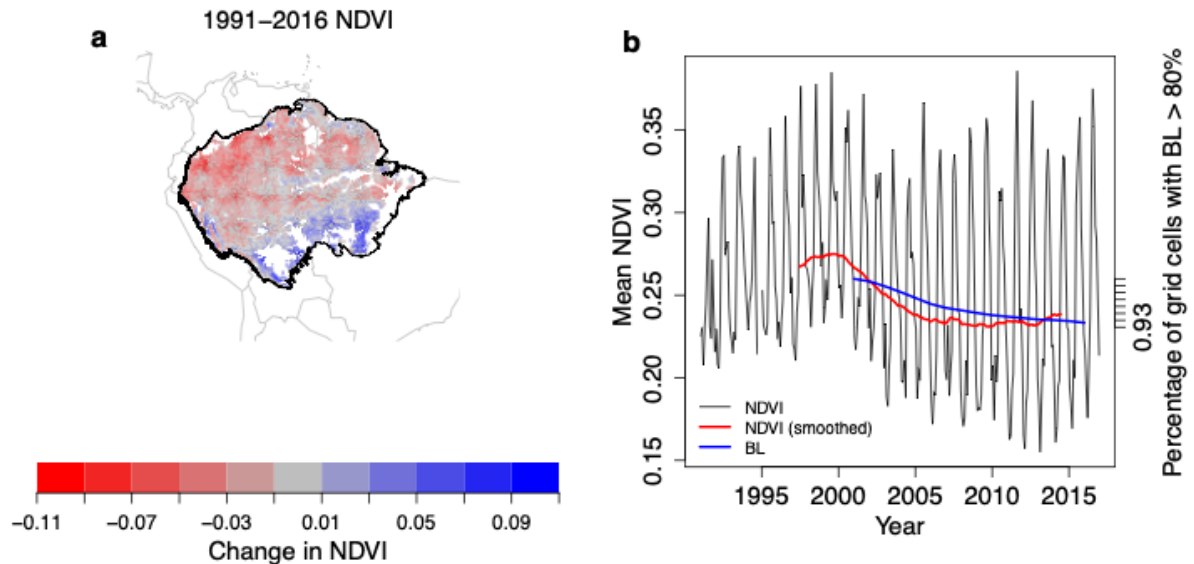 1991−2016 NDVI
a
−0.11 −0.07 −0.03 0.01 0.05 0.09
Change in NDVI
b
Mean NDVI
0.35
0.30
0.25
0.20
0.15
NDVI
NDVI (smoothed)
BL
1995 2000 2005 2010 2015
Year
0.93
Percentage of grid cells with BL > 80%